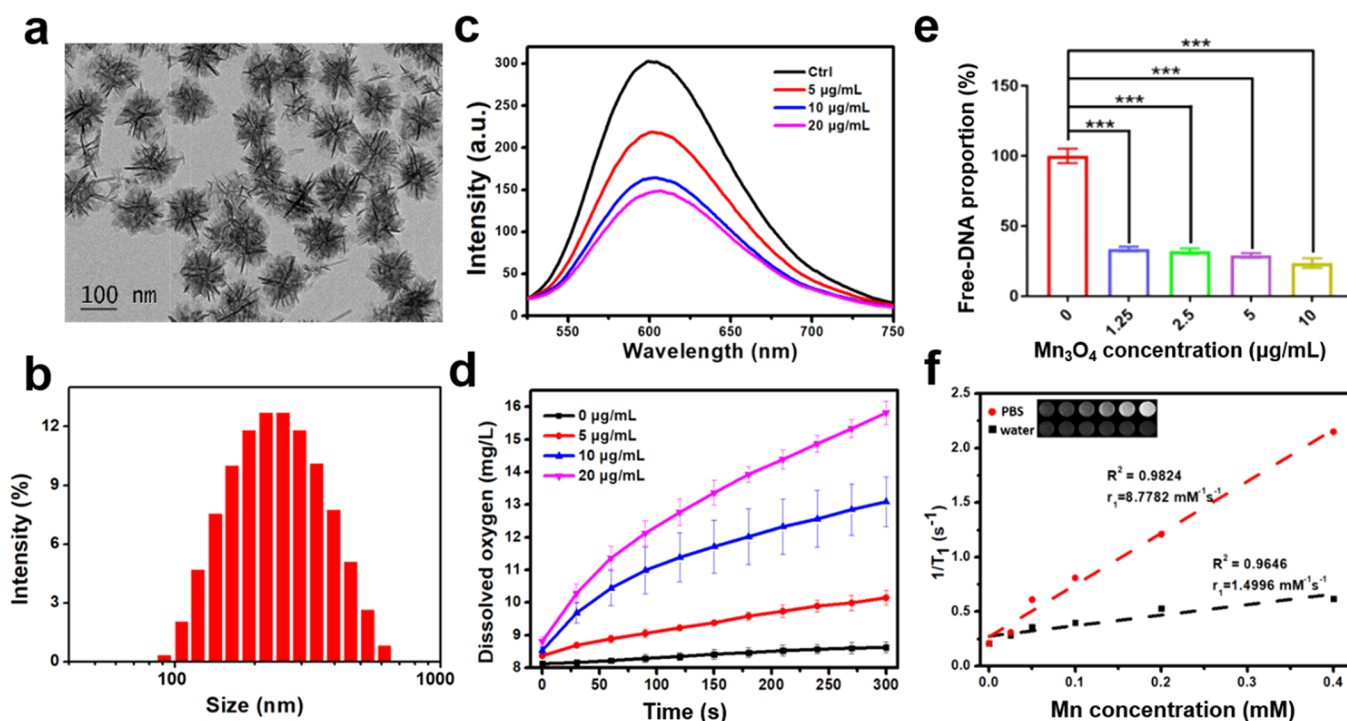 a
100 nm
b
Intensity (%)
12
9
6
3
0
100
1000
Size (nm)
c
Intensity (a.u.)
300
250
200
150
100
50
0
Ctrl
5 µg/mL
10 µg/mL
20 µg/mL
550
600
650
700
750
Wavelength (nm)
d
Dissolved oxygen (mg/L)
16
15
14
13
12
11
10
9
8
0 µg/mL
5 µg/mL
10 µg/mL
20 µg/mL
0
50
100
150
200
250
300
Time (s)
e
Free-DNA proportion (%)
100
50
0
***
***
***
***
0
1.25
2.5
5
10
Mn₃O₄ concentration (µg/mL)
f
1/T₁ (s⁻¹)
2.5
2.0
1.5
1.0
0.5
0.0
PBS
water
R² = 0.9824
r₁=8.7782 mM⁻¹s⁻¹
R² = 0.9646
r₁=1.4996 mM⁻¹s⁻¹
0.0
0.1
0.2
0.3
0.4
Mn concentration (mM)